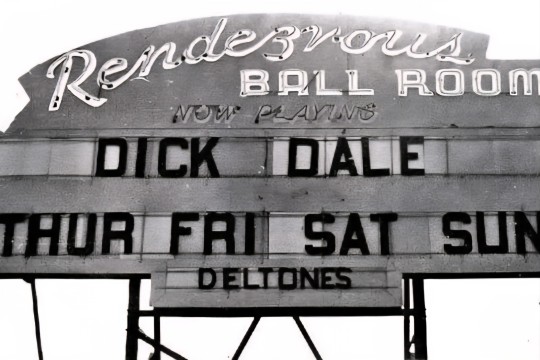 Rendezvous
BALL ROOM
NOW PLAYING
DICK DALE
THUR FRI SAT SUN
DELTONES